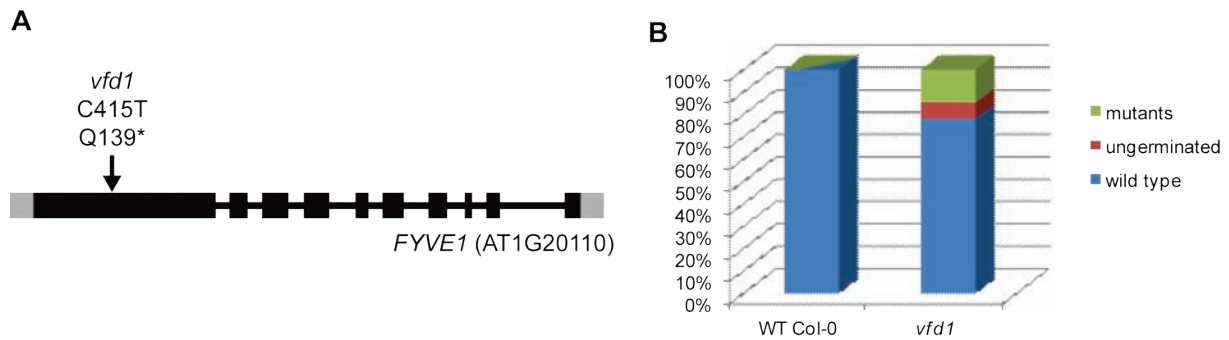 A
vfd1
C415T
Q139*
FYVE1 (AT1G20110)
B
100%
90%
80%
70%
60%
50%
40%
30%
20%
10%
0%
WT Col-0
vfd1
mutants
ungerminated
wild type